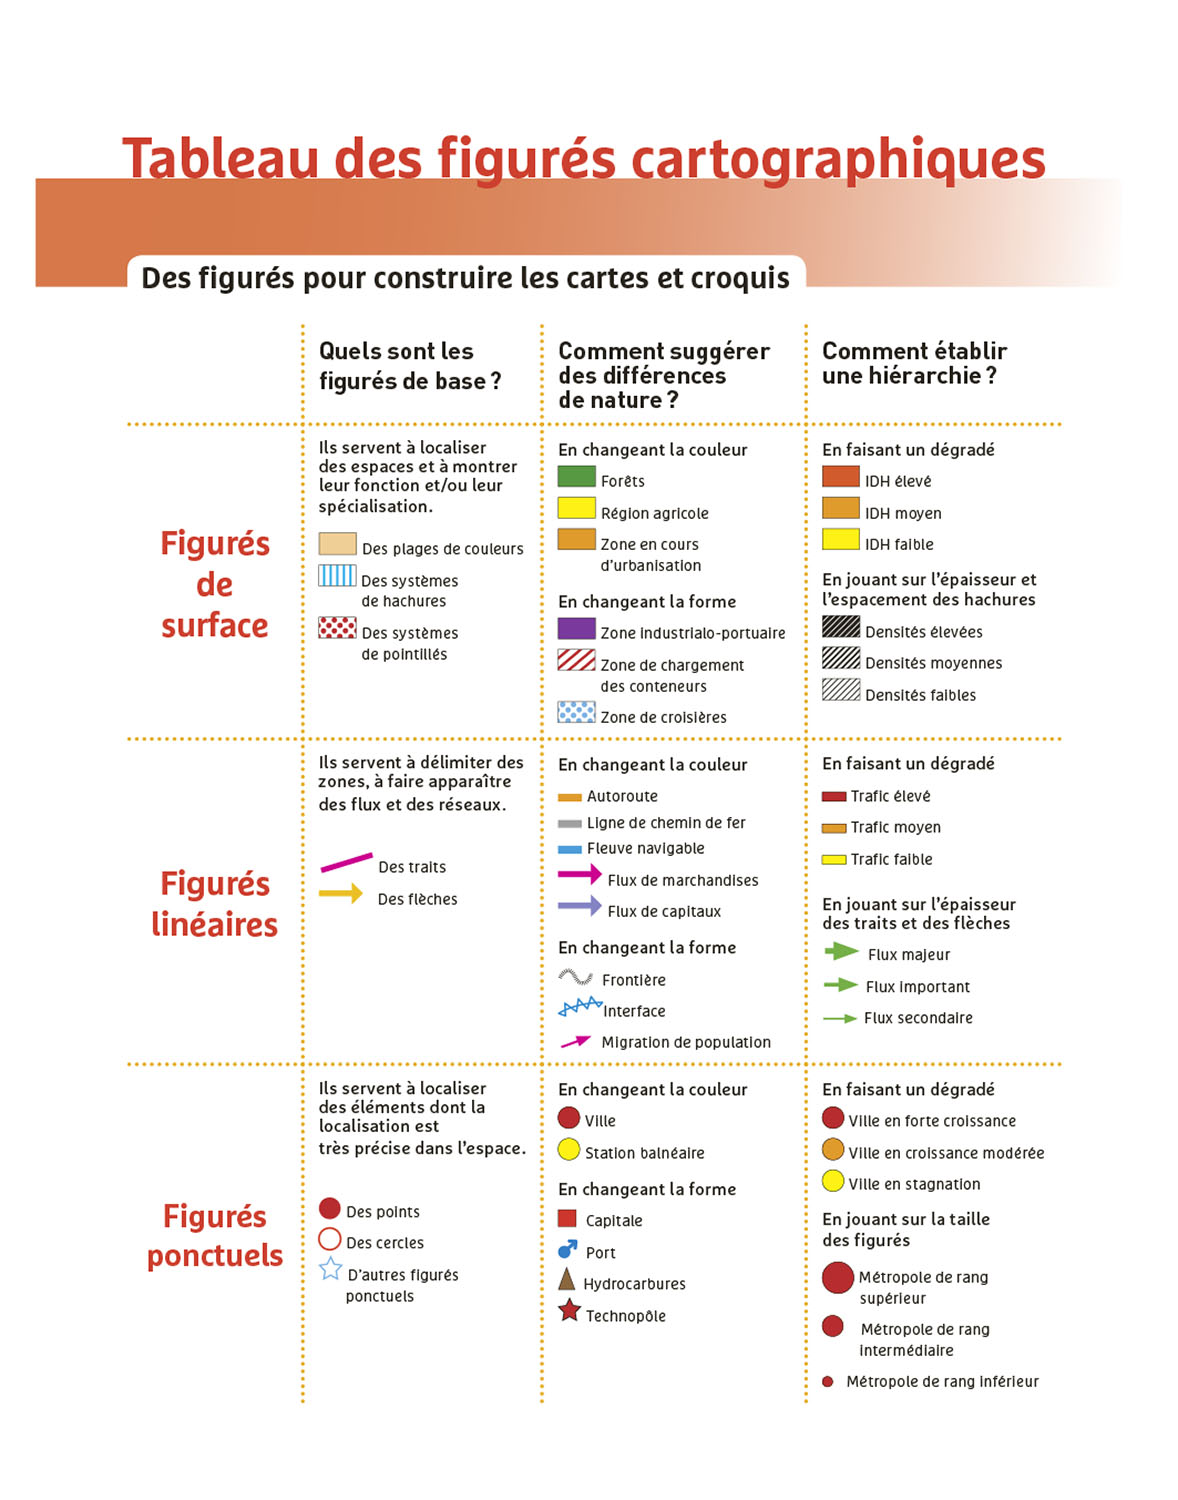 Tableau des figurés cartographiques
Des figurés pour construire les cartes et croquis
Quels sont les
figurés de base ?
Comment suggérer
des différences
de nature ?
Comment établir
une hiérarchie ?
Figurés
de
surface
Ils servent à localiser
des espaces et à montrer
leur fonction et/ou leur
spécialisation.
Des plages de couleurs
Des systèmes
de hachures
Des systèmes
de pointillés
En changeant la couleur
Forêts
Région agricole
Zone en cours
d'urbanisation
En changeant la forme
Zone industrialo-portuaire
Zone de chargement
des conteneurs
Zone de croisières
En faisant un dégradé
IDH élevé
IDH moyen
IDH faible
En jouant sur l'épaisseur et
l'espacement des hachures
Densités élevées
Densités moyennes
Densités faibles
Figurés
linéaires
Ils servent à délimiter des
zones, à faire apparaître
des flux et des réseaux.
Des traits
Des flèches
En changeant la couleur
Autoroute
Ligne de chemin de fer
Fleuve navigable
Flux de marchandises
Flux de capitaux
En changeant la forme
Frontière
Interface
Migration de population
En faisant un dégradé
Trafic élevé
Trafic moyen
Trafic faible
En jouant sur l'épaisseur
des traits et des flèches
Flux majeur
Flux important
Flux secondaire
Figurés
ponctuels
Ils servent à localiser
des éléments dont la
localisation est
très précise dans l'espace.
Des points
Des cercles
D'autres figurés
ponctuels
En changeant la couleur
Ville
Station balnéaire
En changeant la forme
Capitale
Port
Hydrocarbures
Technopôle
En faisant un dégradé
Ville en forte croissance
Ville en croissance modérée
Ville en stagnation
En jouant sur la taille
des figurés
Métropole de rang
supérieur
Métropole de rang
intermédiaire
Métropole de rang inférieur